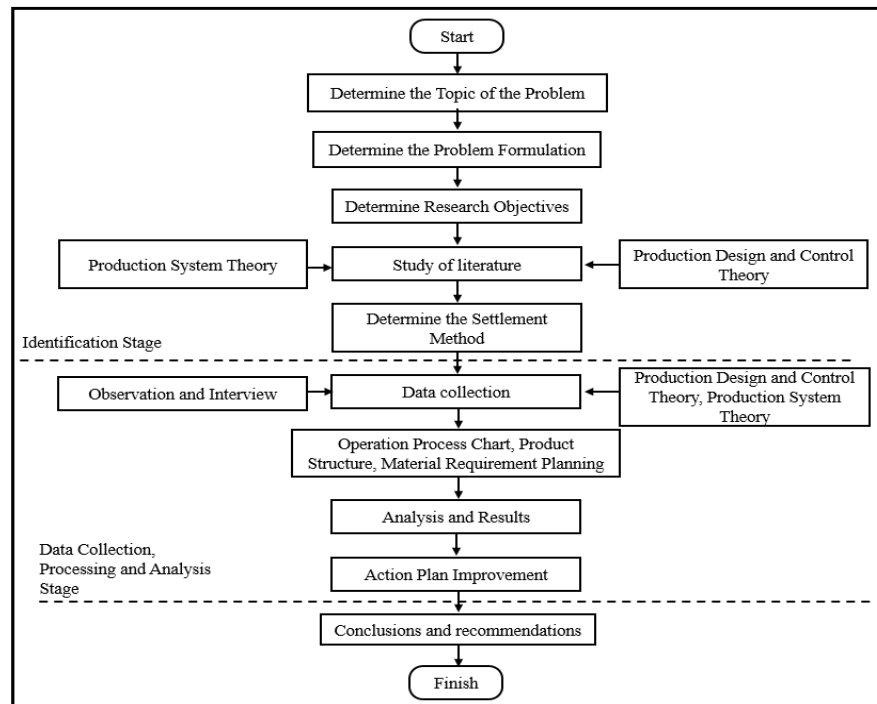 Start
Determine the Topic of the Problem
Determine the Problem Formulation
Determine Research Objectives
Production System Theory
Study of literature
Production Design and Control
Theory
Determine the Settlement
Method
Identification Stage
Observation and Interview
Data collection
Production Design and Control
Theory, Production System
Theory
Operation Process Chart, Product
Structure, Material Requirement Planning
Analysis and Results
Data Collection,
Processing and Analysis
Stage
Action Plan Improvement
Conclusions and recommendations
Finish